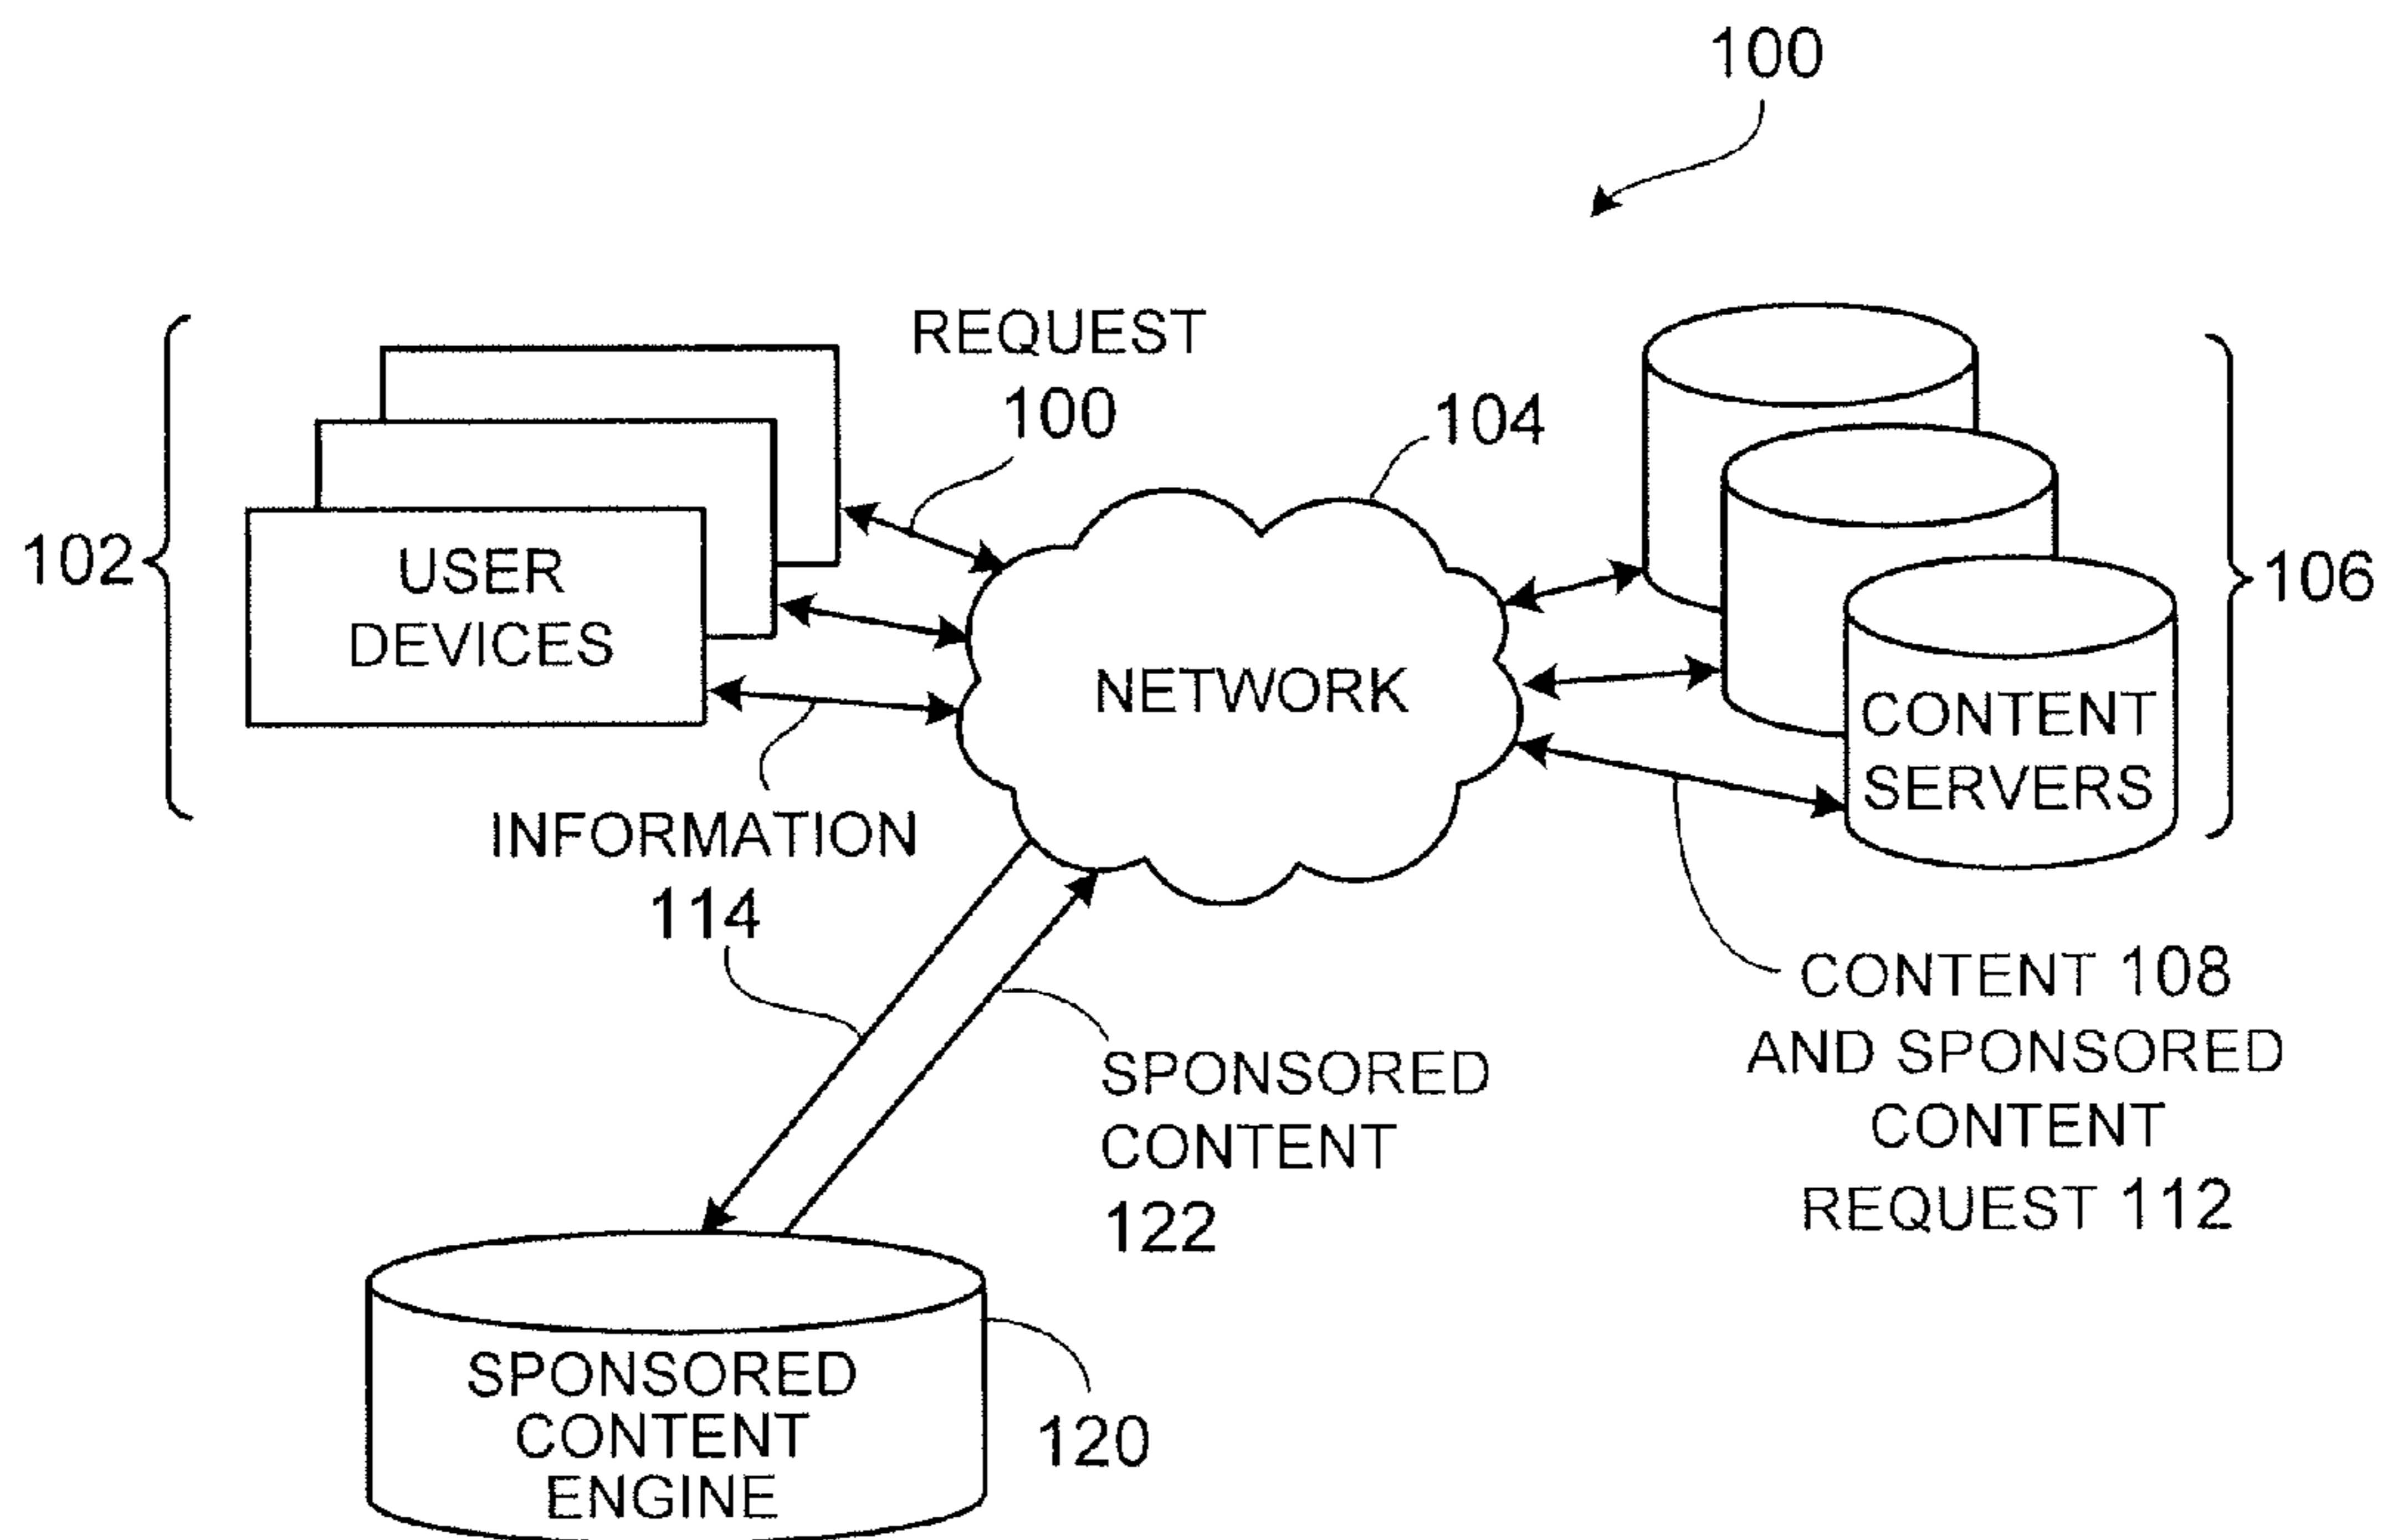 100
REQUEST
100
104
102
USER
DEVICES
NETWORK
106
CONTENT
SERVERS
INFORMATION
114
CONTENT 108
AND SPONSORED
CONTENT
REQUEST 112
SPONSORED
CONTENT
122
SPONSORED
CONTENT
ENGINE
120